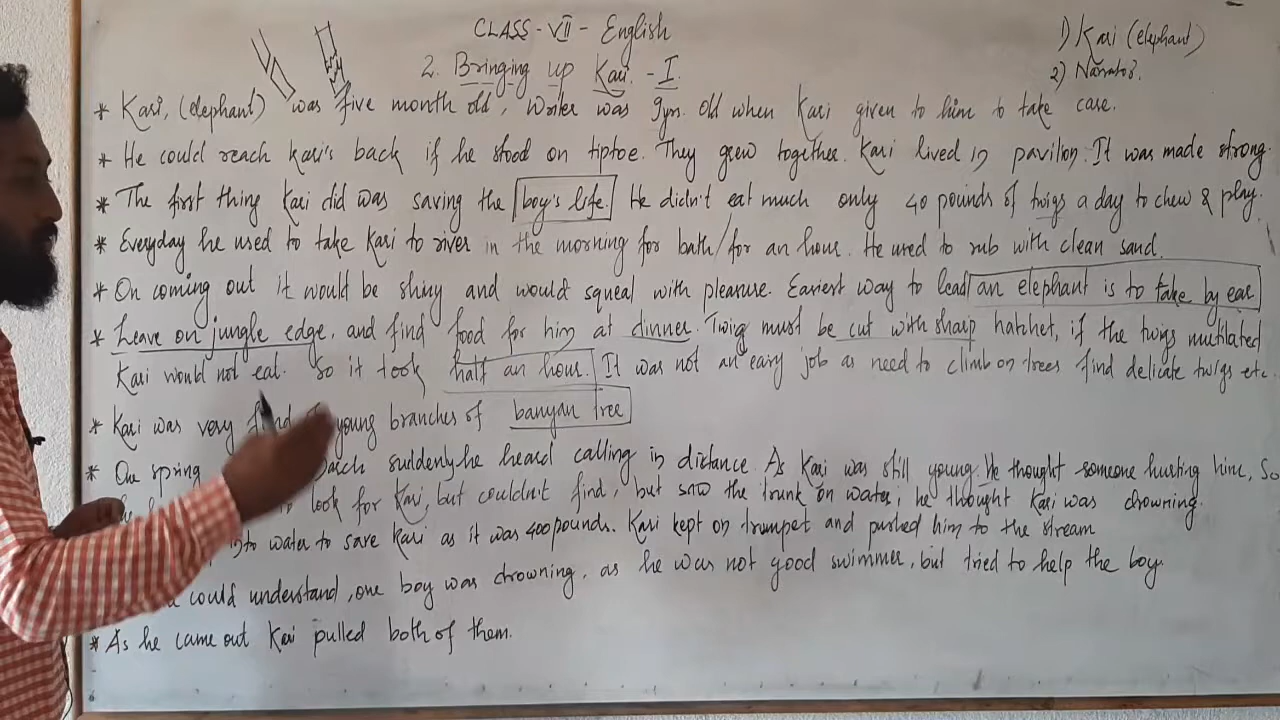 CLASS - VII - English
1) Kari (elephant)
2. Bringing up Kari. - I
2) Narrator.
* Kari, (elephant) was five month old, Writer was 9yrs. old when Kari given to him to take care.
* He could reach Kari's back if he stood on tiptoe. They grew together. Kari lived in pavilion. It was made strong.
* The first thing Kari did was saving the boy's life. He didn't eat much only 40 pounds of twigs a day to chew & play.
* Everyday he used to take Kari to river in the morning for bath/for an hour. He used to rub with clean sand.
* On coming out it would be shiny and would squeal with pleasure. Easiest way to lead an elephant is to take by ear.
* Leave on jungle edge, and find food for him at dinner. Twig must be cut with sharp hatchet, if the twigs mutilated
Kari would not eat. So it took half an hour. It was not an easy job as need to climb on trees find delicate twigs etc.
* Kari was very young branches of banyan tree
* One spring suddenly he heard calling in distance. As Kari was still young. He thought someone hurting him, So
he to look for Kari, but couldn't find, but saw the trunk on water, he thought Kari was drowning.
into water to save Kari as it was 400 pounds. Kari kept on trumpet and pushed him to the stream
could understand, one boy was drowning, as he was not good swimmer, but tried to help the boy.
* As he came out Kari pulled both of them.